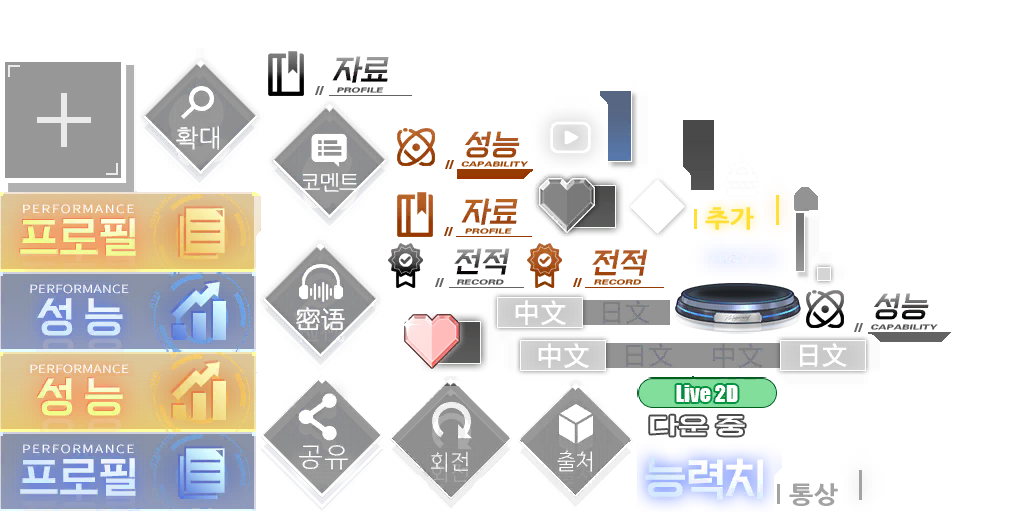 자료
PROFILE
확대
코멘트
성능
CAPABILITY
자료
PROFILE
추가
PERFORMANCE
프로필
전적
RECORD
전적
RECORD
密语
中文 日文
성능
CAPABILITY
PERFORMANCE
성능
中文 日文 中文 日文
PERFORMANCE
성능
Live 2D
다운 중
공유
회전
출처
PERFORMANCE
프로필
능력치
통상